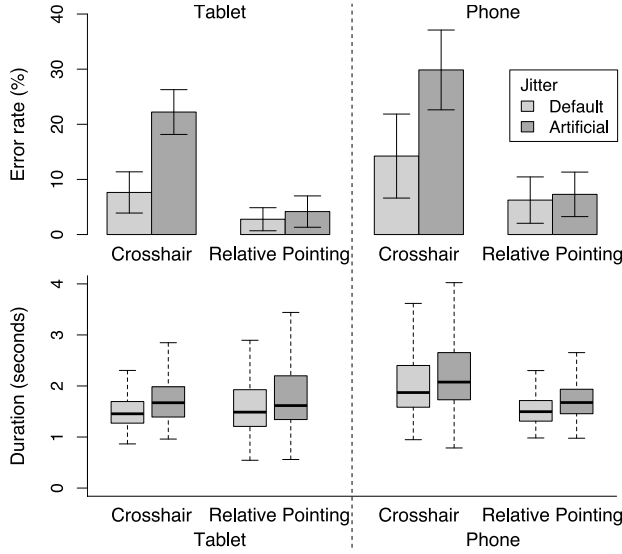 Tablet Phone
Error rate (%)
40
30
20
10
0
Jitter
Default
Artificial
Crosshair Relative Pointing Crosshair Relative Pointing
Duration (seconds)
4
3
2
1
0
Crosshair Relative Pointing Crosshair Relative Pointing
Tablet Phone